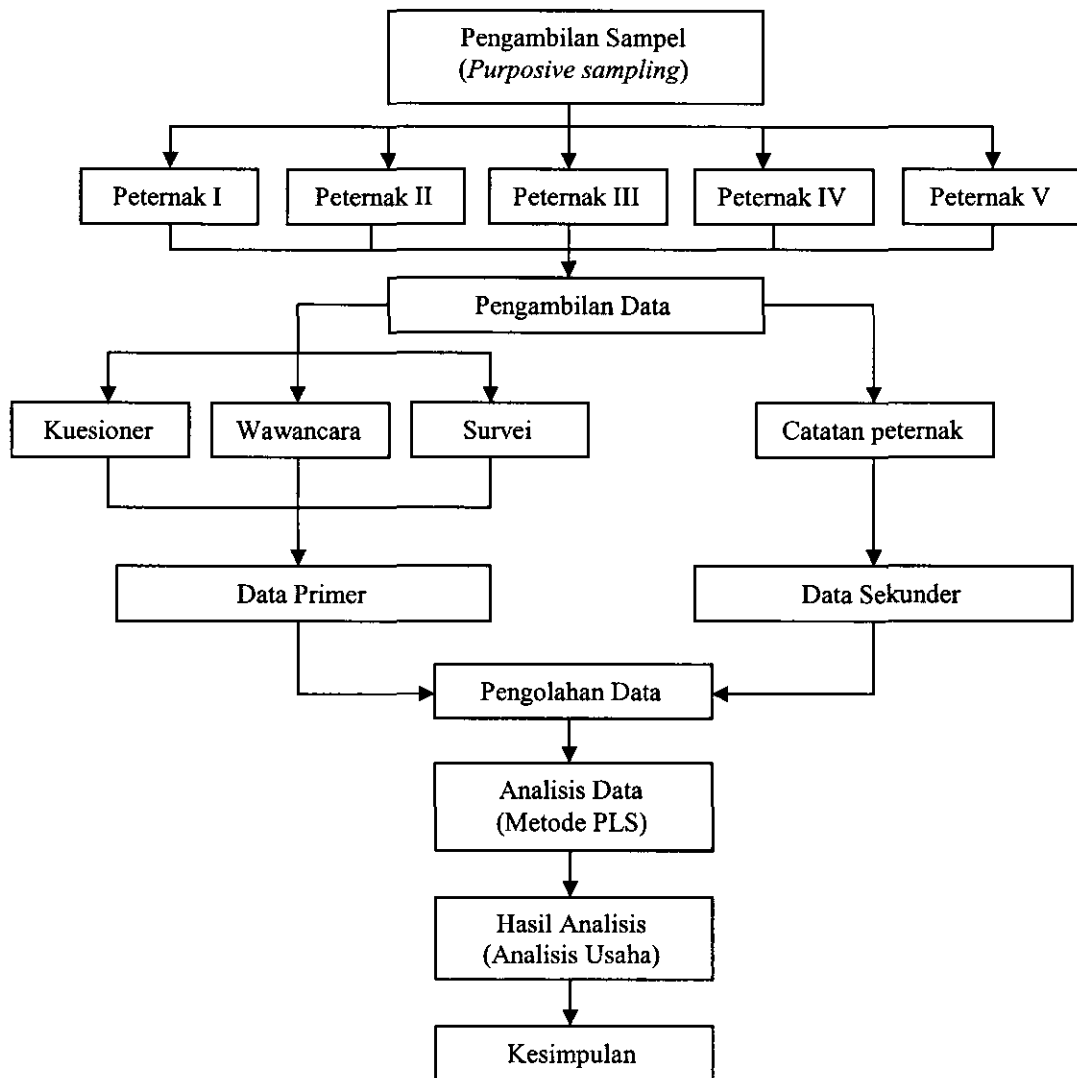 Pengambilan Sampel
(Purposive sampling)
Peternak I
Peternak II
Peternak III
Peternak IV
Peternak V
Pengambilan Data
Kuesioner
Wawancara
Survei
Catatan peternak
Data Primer
Data Sekunder
Pengolahan Data
Analisis Data
(Metode PLS)
Hasil Analisis
(Analisis Usaha)
Kesimpulan